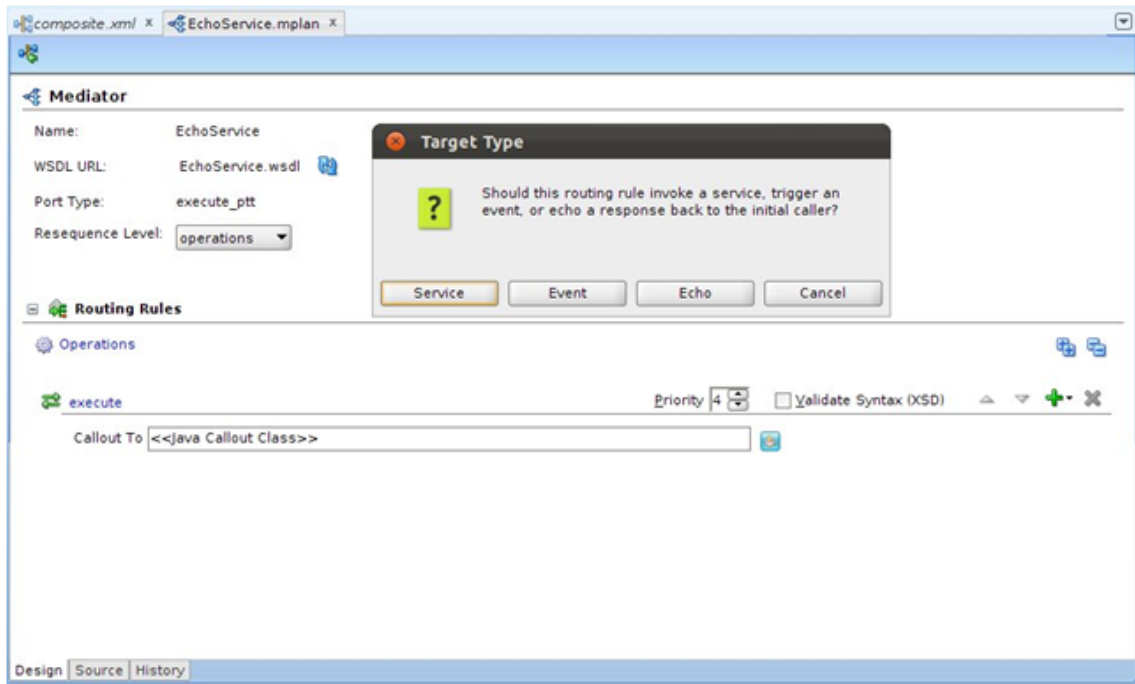 composite.xml x EchoService.mplan x
Mediator
Name: EchoService
WSDL URL: EchoService.wsdl
Port Type: execute_ptt
Resequence Level: operations
Target Type
?
Should this routing rule invoke a service, trigger an
event, or echo a response back to the initial caller?
Service Event Echo Cancel
Routing Rules
Operations
execute Priority 4 Validate Syntax (XSD)
Callout To <<Java Callout Class>>
Design Source History